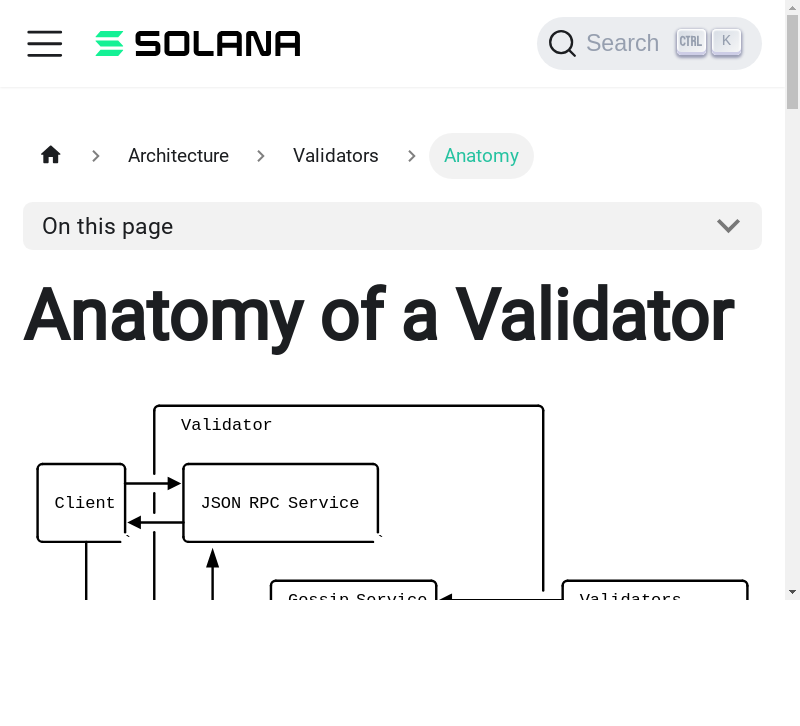 SOLANA
Search CTRL K
Architecture Validators Anatomy
On this page
Anatomy of a Validator
Validator
Client
JSON RPC Service
Gossip Service
Validators